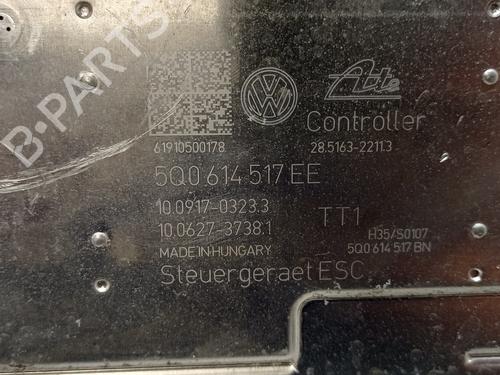 B-PARTS
VW
Ate
Controller
61910500178
28.5163-2211.3
5Q0 614 517 EE
10.0917-0323.3
TT1
10.0627-3738.1
H35/S0107
MADE IN HUNGARY
5Q0 614 517 BN
Steuergeraet ESC